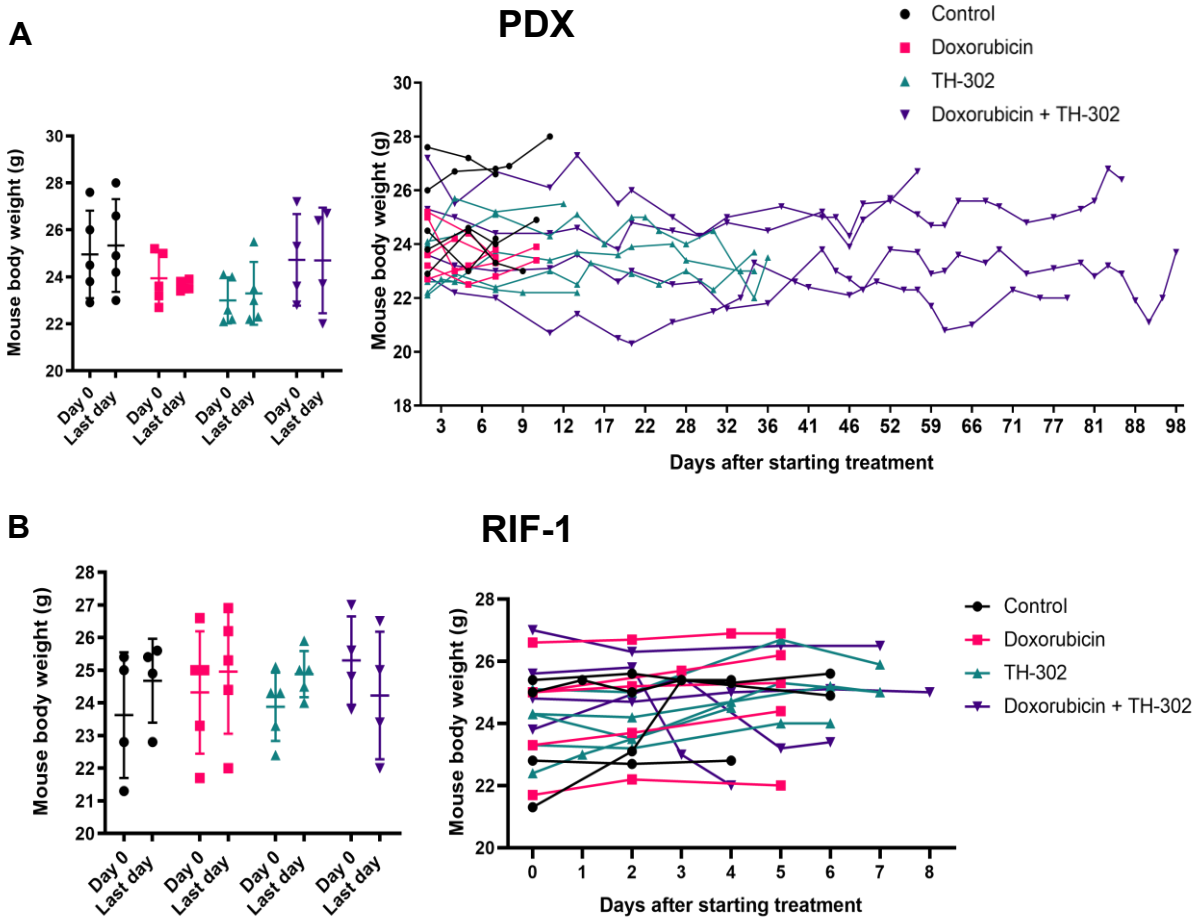 A
PDX
Control
Doxorubicin
TH-302
Doxorubicin + TH-302
Mouse body weight (g)
30
28
26
24
22
20
Day 0
Last day
Day 0
Last day
Day 0
Last day
Day 0
Last day
Mouse body weight (g)
30
28
26
24
22
20
18
3 6 9 12 17 22 28 32 36 41 46 52 59 66 71 77 81 88 98
Days after starting treatment
B
RIF-1
Mouse body weight (g)
28
27
26
25
24
23
22
21
20
Day 0
Last day
Day 0
Last day
Day 0
Last day
Day 0
Last day
Mouse body weight (g)
28
26
24
22
20
0 1 2 3 4 5 6 7 8
Days after starting treatment
Control
Doxorubicin
TH-302
Doxorubicin + TH-302